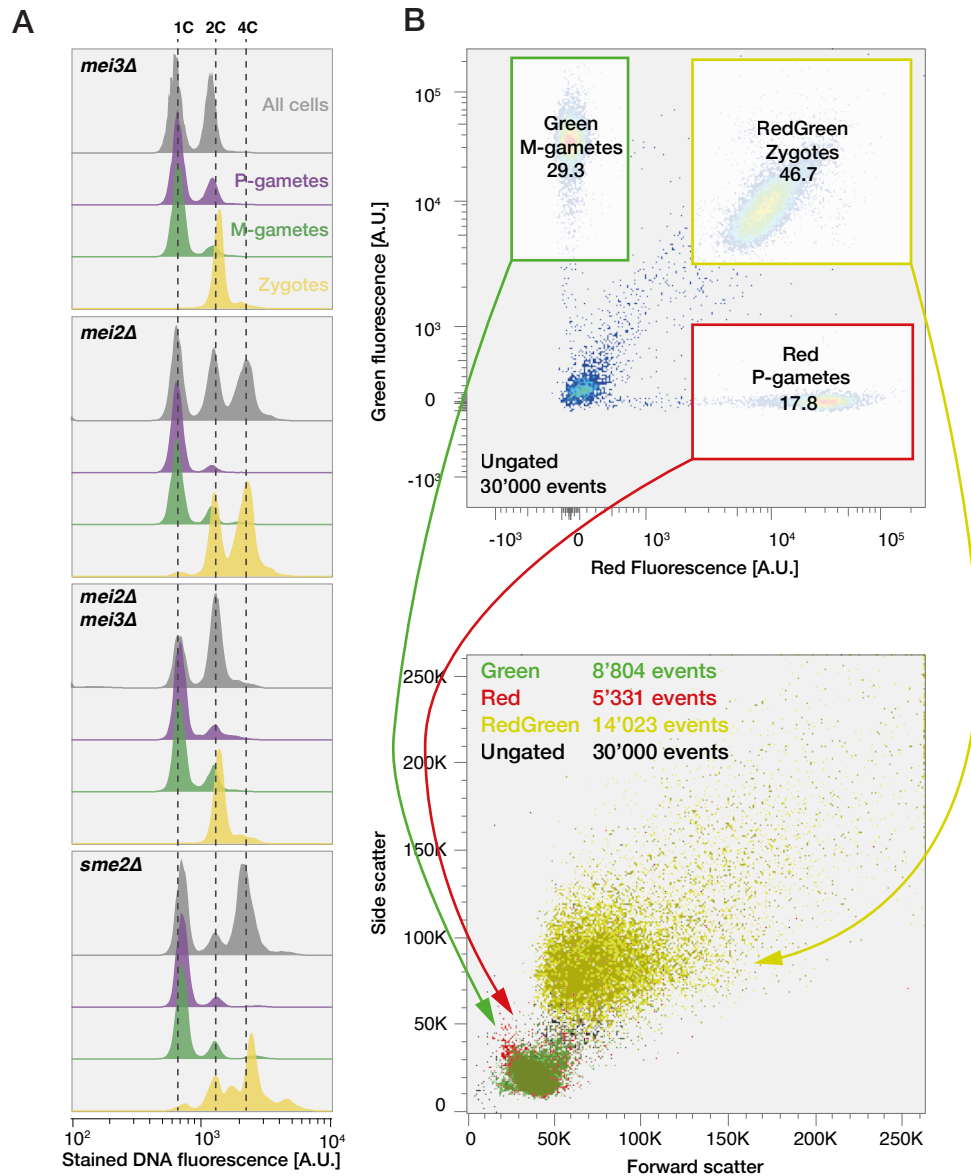 A
1C 2C 4C
mei3Δ
All cells
P-gametes
M-gametes
Zygotes
mei2Δ
mei2Δ
mei3Δ
sme2Δ
10²
10³
10⁴
Stained DNA fluorescence [A.U.]
B
Green fluorescence [A.U.]
10⁵
10⁴
10³
0
-10³
Green
M-gametes
29.3
RedGreen
Zygotes
46.7
Red
P-gametes
17.8
Ungated
30'000 events
-10³
0
10³
10⁴
10⁵
Red Fluorescence [A.U.]
Side scatter
250K
200K
150K
100K
50K
0
Green 8'804 events
Red 5'331 events
RedGreen 14'023 events
Ungated 30'000 events
0
50K
100K
150K
200K
250K
Forward scatter